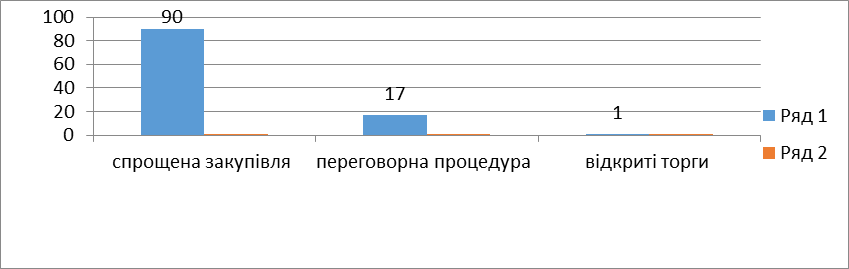 100
80
60
40
20
0
90
17
1
спрощена закупівля
переговорна процедура
відкриті торги
Ряд 1
Ряд 2